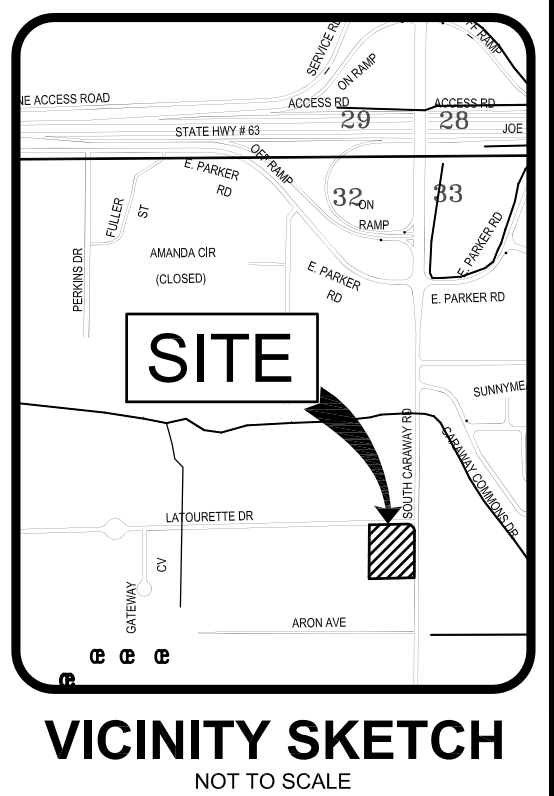 SERVICE RD
OFF RAMP
ON RAMP
NE ACCESS ROAD
ACCESS RD
ACCESS RD
29
28
STATE HWY # 63
JOE
OFF RAMP
E. PARKER
RD
32
ON
RAMP
33
FULLER
ST
E. PARKER RD
PERKINS DR
AMANDA CIR
(CLOSED)
E. PARKER
RD
E. PARKER RD
SITE
SUNNYME
SOUTH CARAWAY RD
CARAWAY COMMONS DR
LATOURETTE DR
GATEWAY
CV
ARON AVE
œ œ œ
œ
VICINITY SKETCH
NOT TO SCALE